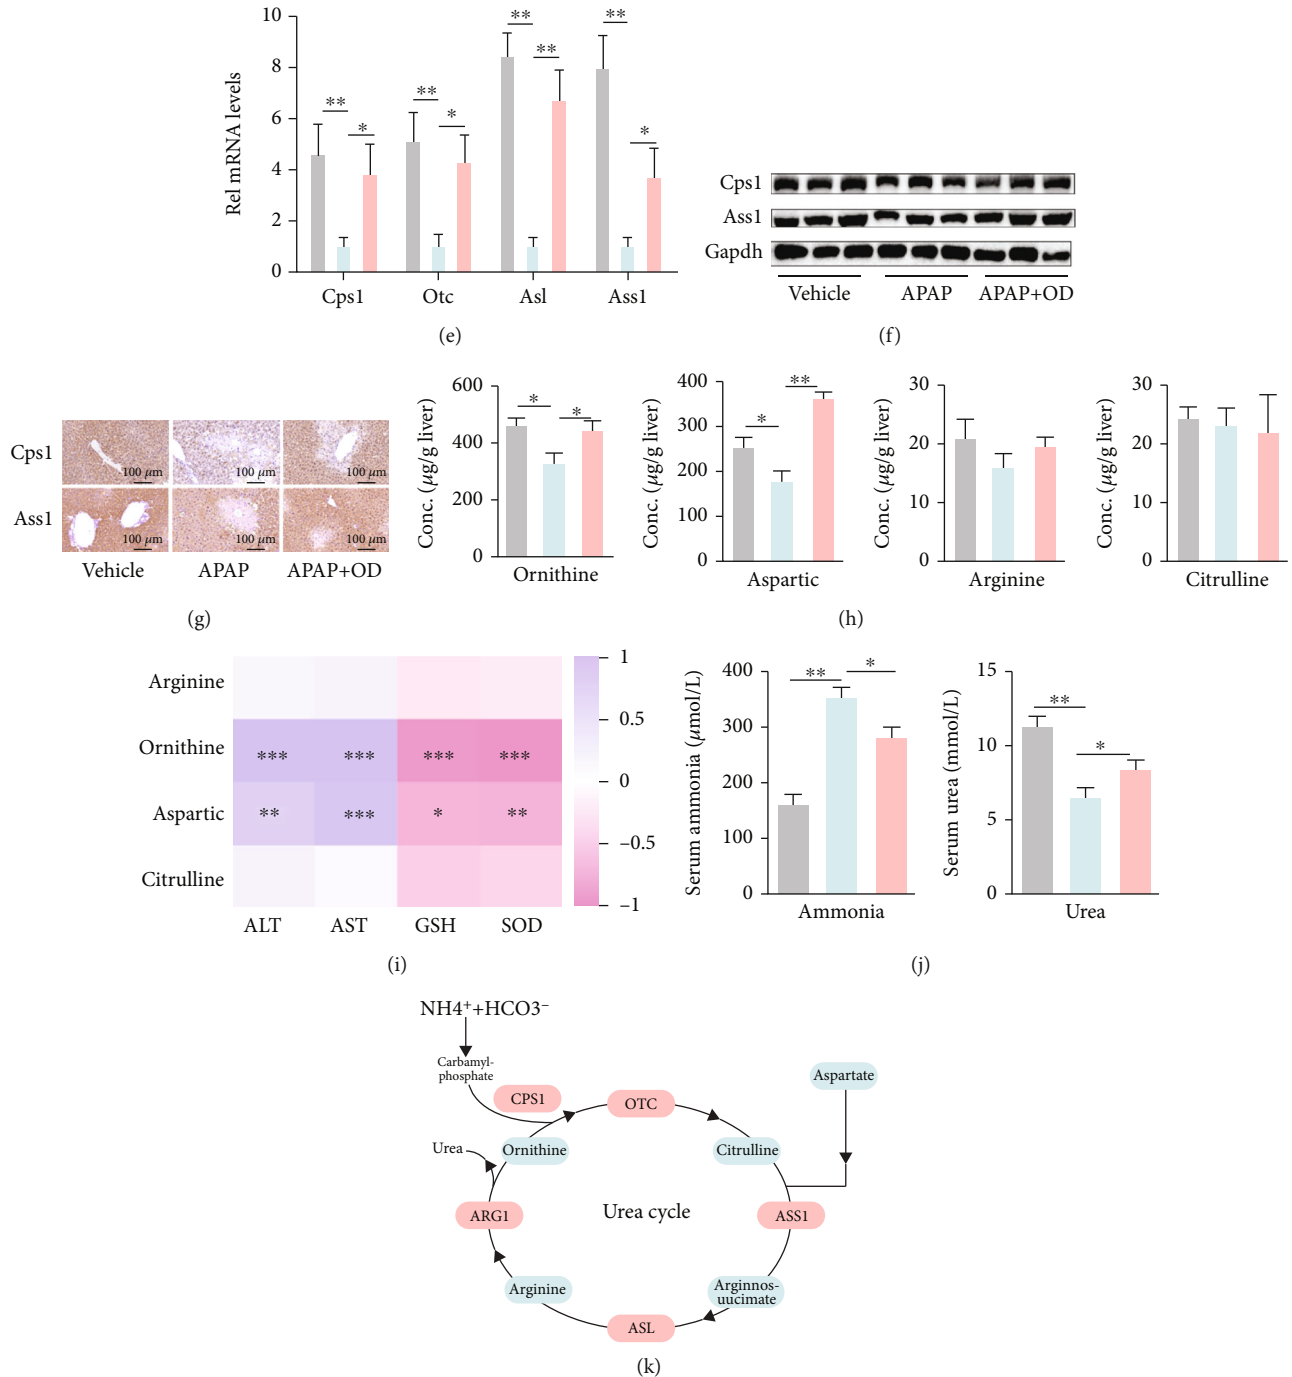 10
8
6
4
2
0
Rel mRNA levels
** * ** * ** ** ** *
Cps1 Otc Asl Ass1
(e)
Cps1
Ass1
Gapdh
Vehicle APAP APAP+OD
(f)
Cps1
100 μm 100 μm 100 μm
Ass1
100 μm 100 μm 100 μm
Vehicle APAP APAP+OD
(g)
600
400
200
0
Conc. (μg/g liver)
* *
Ornithine
400
300
200
100
0
Conc. (μg/g liver)
* **
Aspartic
30
20
10
0
Conc. (μg/g liver)
Arginine
30
20
10
0
Conc. (μg/g liver)
Citrulline
(h)
Arginine
Ornithine *** *** *** ***
Aspartic ** *** * **
Citrulline
ALT AST GSH SOD
1
0.5
0
−0.5
−1
(i)
400
300
200
100
0
Serum ammonia (μmol/L)
** *
Ammonia
15
10
5
0
Serum urea (mmol/L)
** *
Urea
(j)
NH4⁺+HCO3⁻
Carbamyl-
phosphate
CPS1
OTC
Aspartate
Urea
Ornithine
Citrulline
ARG1
Urea cycle
ASS1
Arginine
Arginnos-
uucimate
ASL
(k)